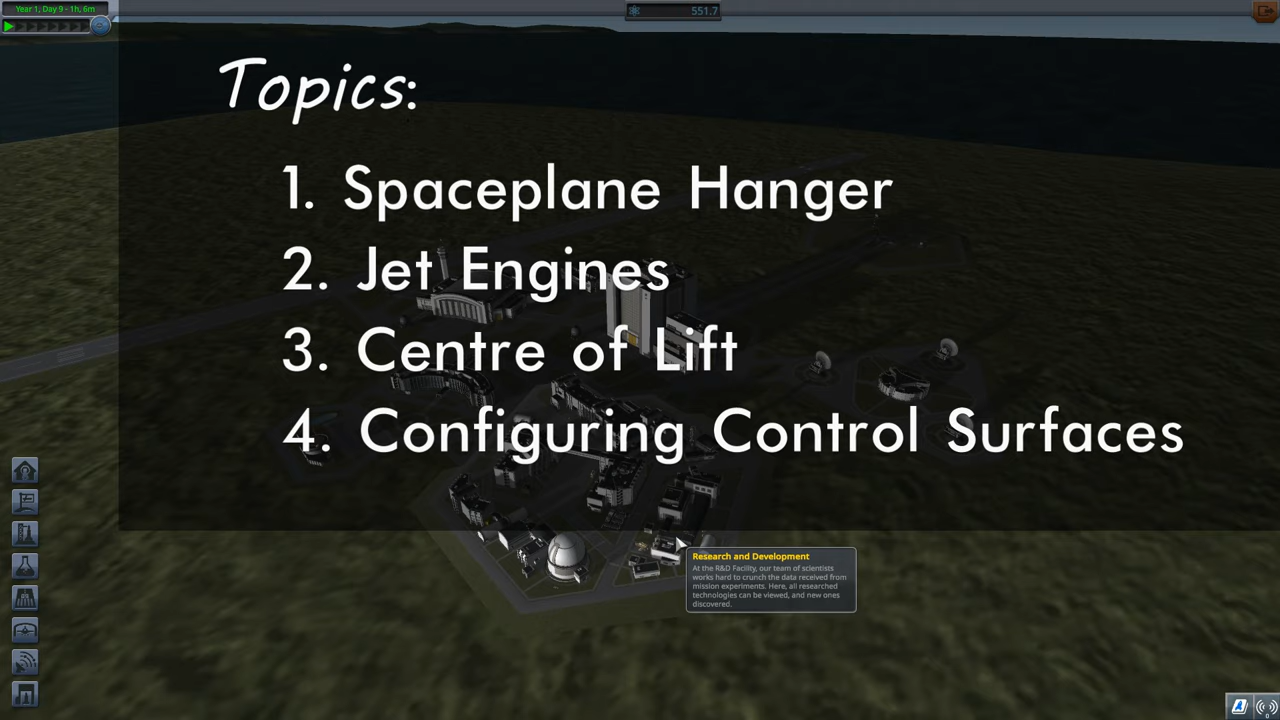 Year 1, Day 9 - 1h, 6m
551.7
Topics:
1. Spaceplane Hanger
2. Jet Engines
3. Centre of Lift
4. Configuring Control Surfaces
Research and Development
At the R&D Facility, our team of scientists
works hard to crunch the data received from
mission experiments. Here, all researched
technologies can be viewed, and new ones
discovered.